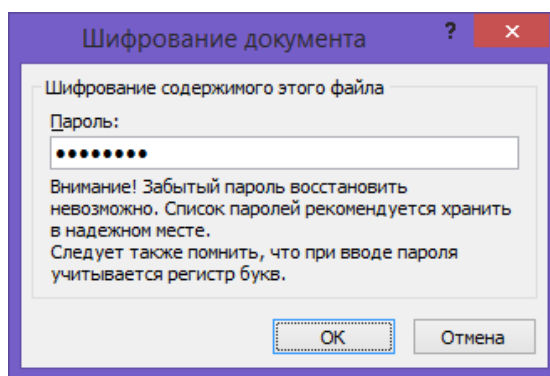 Шифрование документа ? ×
Шифрование содержимого этого файла
Пароль:
••••••••
Внимание! Забытый пароль восстановить
невозможно. Список паролей рекомендуется хранить
в надежном месте.
Следует также помнить, что при вводе пароля
учитывается регистр букв.
ОК Отмена